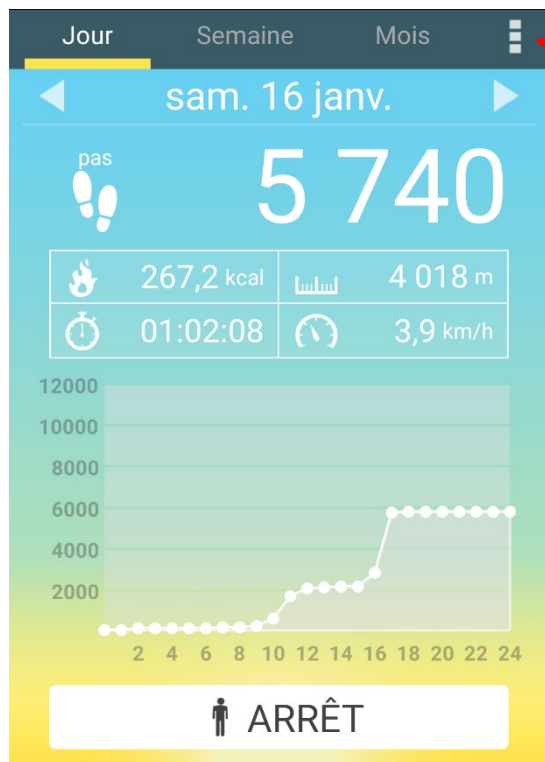 Jour Semaine Mois
sam. 16 janv.
pas
5 740
267,2 kcal 4 018 m
01:02:08 3,9 km/h
12000
10000
8000
6000
4000
2000
2 4 6 8 10 12 14 16 18 20 22 24
ARRÊT